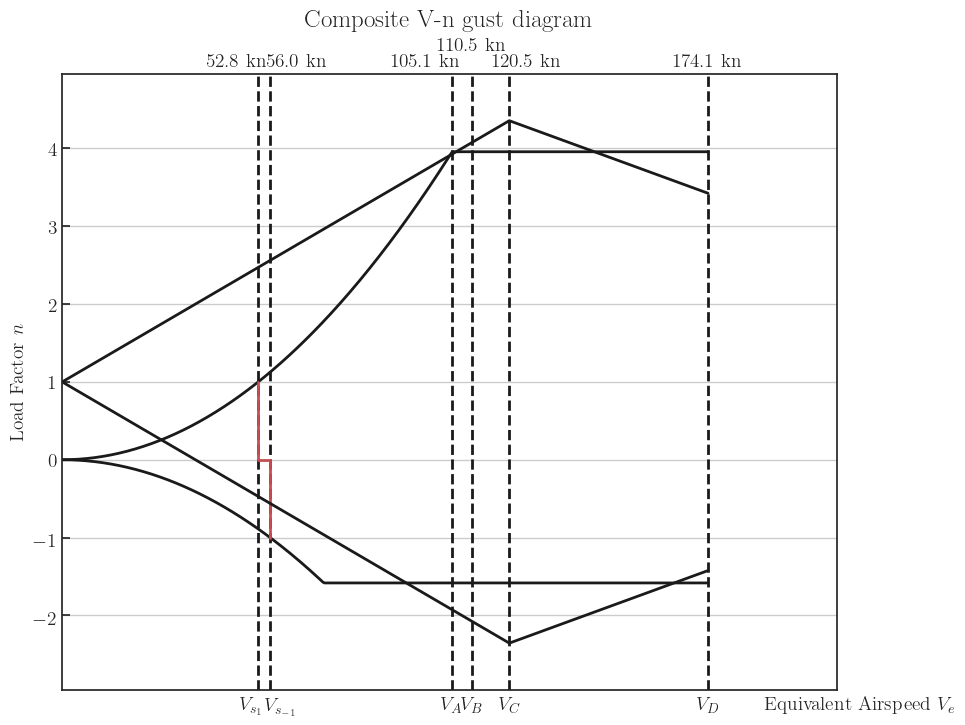 Composite V-n gust diagram
110.5 kn
52.8 kn 56.0 kn 105.1 kn 120.5 kn 174.1 kn
4
3
2
1
0
−1
−2
Load Factor n
V_{s_1} V_{s_{-1}} V_A V_B V_C V_D Equivalent Airspeed V_e